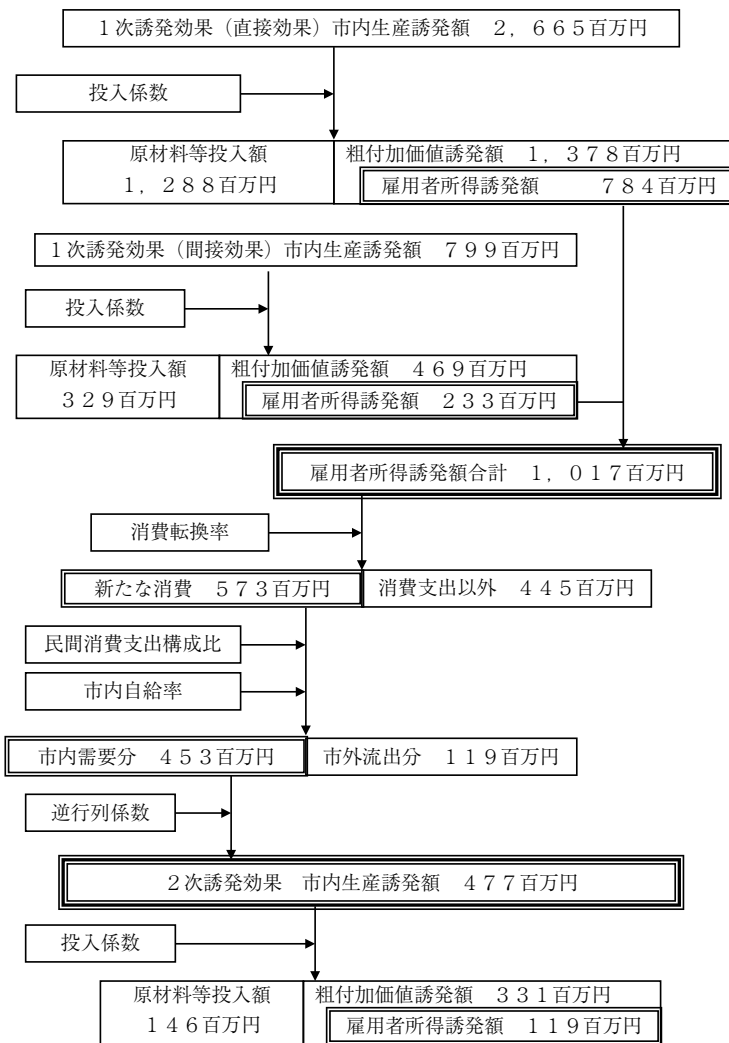 １次誘発効果（直接効果）市内生産誘発額　２，６６５百万円
投入係数
原材料等投入額
１，２８８百万円
粗付加価値誘発額　１，３７８百万円
雇用者所得誘発額　　　７８４百万円
１次誘発効果（間接効果）市内生産誘発額　７９９百万円
投入係数
原材料等投入額
３２９百万円
粗付加価値誘発額　４６９百万円
雇用者所得誘発額　２３３百万円
雇用者所得誘発額合計　１，０１７百万円
消費転換率
新たな消費　５７３百万円
消費支出以外　４４５百万円
民間消費支出構成比
市内自給率
市内需要分　４５３百万円
市外流出分　１１９百万円
逆行列係数
２次誘発効果　市内生産誘発額　４７７百万円
投入係数
原材料等投入額
１４６百万円
粗付加価値誘発額　３３１百万円
雇用者所得誘発額　１１９百万円